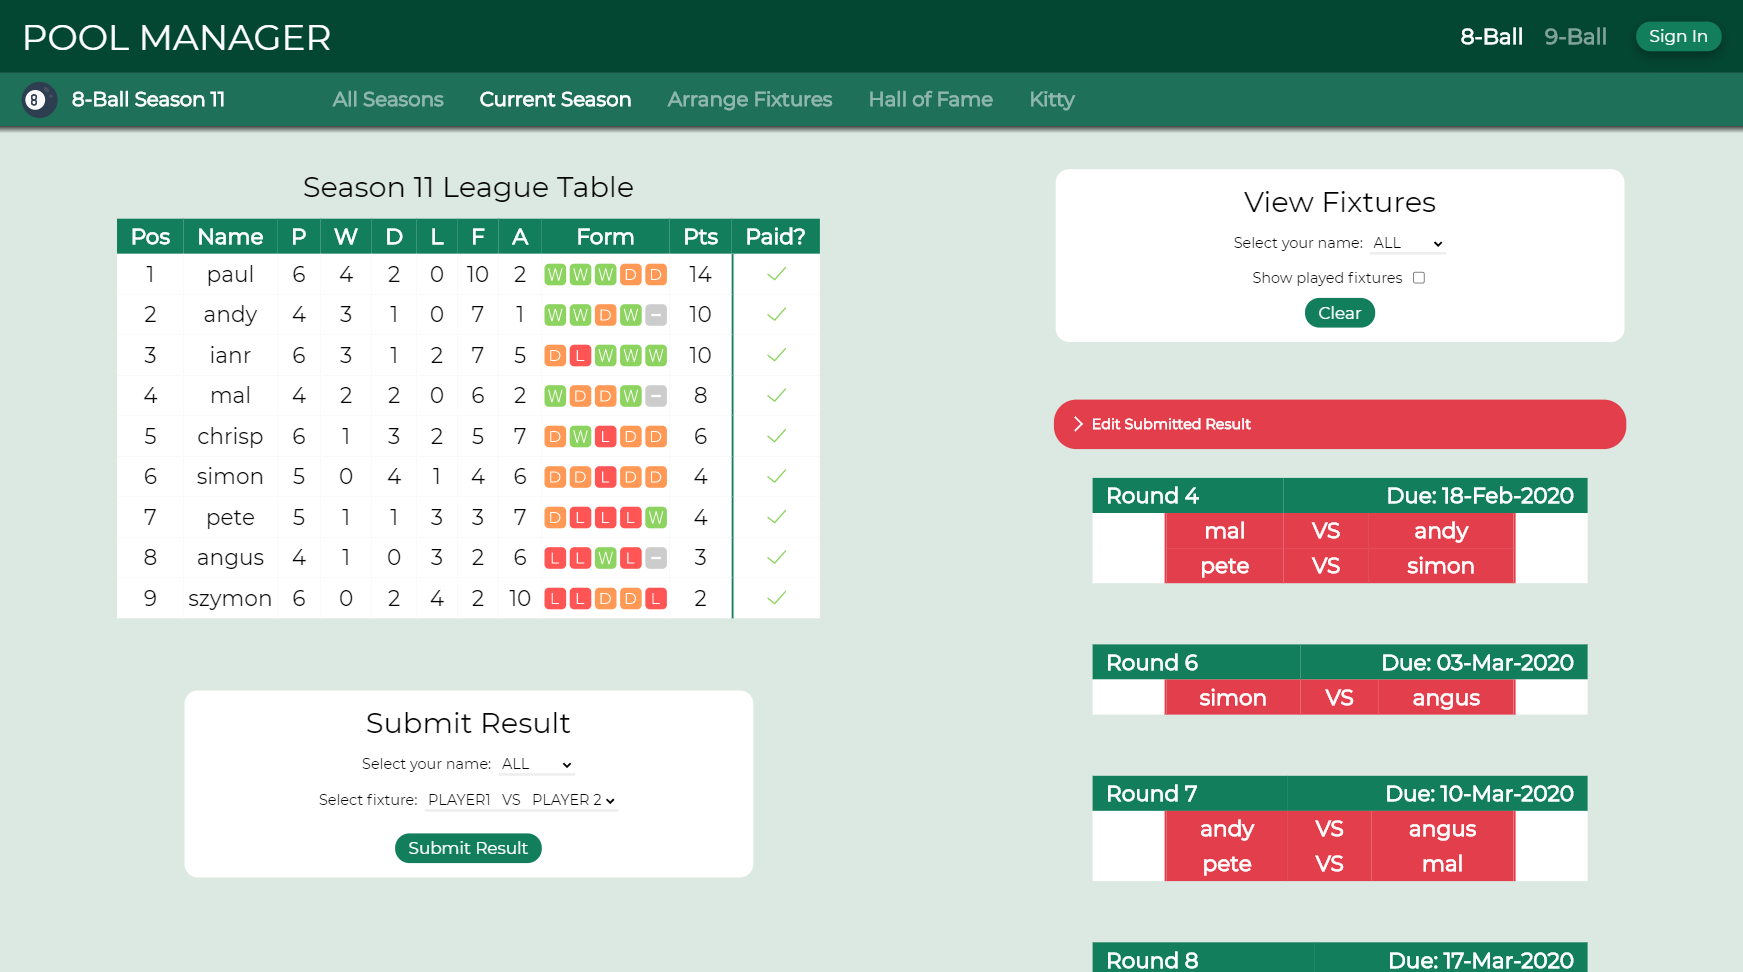 POOL MANAGER
8-Ball 9-Ball Sign In
8 8-Ball Season 11 All Seasons Current Season Arrange Fixtures Hall of Fame Kitty
Season 11 League Table
Pos Name P W D L F A Form Pts Paid?
1 paul 6 4 2 0 10 2 W W W D D 14
2 andy 4 3 1 0 7 1 W W D W – 10
3 ianr 6 3 1 2 7 5 D L W W W 10
4 mal 4 2 2 0 6 2 W D D W – 8
5 chrisp 6 1 3 2 5 7 D W L D D 6
6 simon 5 0 4 1 4 6 D D L D D 4
7 pete 5 1 1 3 3 7 D L L L W 4
8 angus 4 1 0 3 2 6 L L W L – 3
9 szymon 6 0 2 4 2 10 L L D D L 2
Submit Result
Select your name: ALL
Select fixture: PLAYER1 VS PLAYER 2
Submit Result
View Fixtures
Select your name: ALL
Show played fixtures
Clear
Edit Submitted Result
Round 4 Due: 18-Feb-2020
mal VS andy
pete VS simon
Round 6 Due: 03-Mar-2020
simon VS angus
Round 7 Due: 10-Mar-2020
andy VS angus
pete VS mal
Round 8 Due: 17-Mar-2020